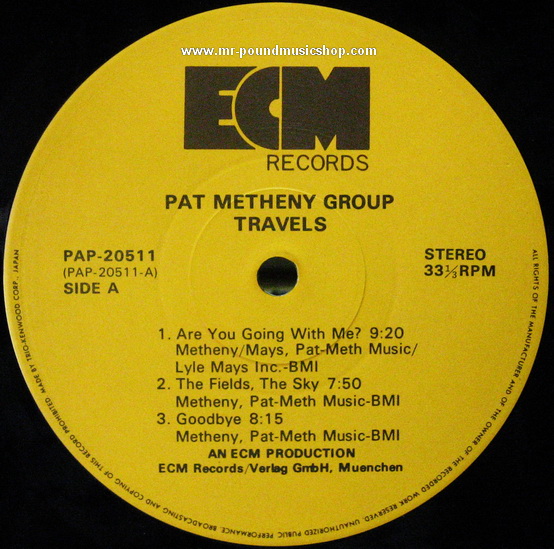 www.mr-poundmusicshop.com
ECM
RECORDS
PAT METHENY GROUP
TRAVELS
PAP-20511
(PAP-20511-A)
SIDE A
STEREO
33⅓RPM
1. Are You Going With Me? 9:20
Metheny/Mays, Pat-Meth Music/
Lyle Mays Inc.-BMI
2. The Fields, The Sky 7:50
Metheny, Pat-Meth Music-BMI
3. Goodbye 8:15
Metheny, Pat-Meth Music-BMI
AN ECM PRODUCTION
ECM Records/Verlag GmbH, Muenchen
ALL RIGHTS OF THE MANUFACTURER AND OF THE OWNER OF THE RECORDED WORK RESERVED. UNAUTHORIZED PUBLIC PERFORMANCE, BROADCASTING AND COPYING OF THIS RECORD PROHIBITED. MADE BY TRIO-KENWOOD CORP., JAPAN